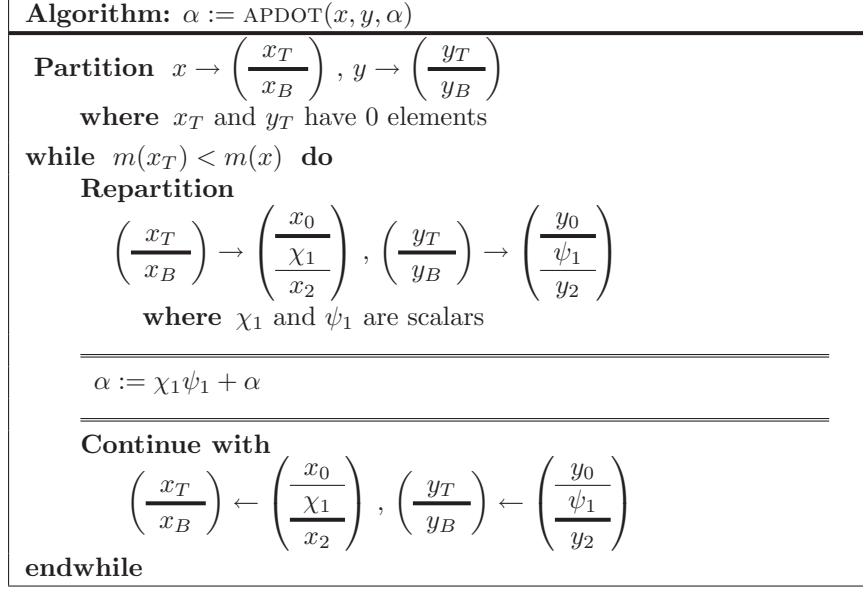 Algorithm: α := APDOT(x, y, α)
Partition x → ( x_T / x_B ) , y → ( y_T / y_B )
where x_T and y_T have 0 elements
while m(x_T) < m(x) do
Repartition
( x_T / x_B ) → ( x_0 / χ_1 / x_2 ) , ( y_T / y_B ) → ( y_0 / ψ_1 / y_2 )
where χ_1 and ψ_1 are scalars
α := χ_1ψ_1 + α
Continue with
( x_T / x_B ) ← ( x_0 / χ_1 / x_2 ) , ( y_T / y_B ) ← ( y_0 / ψ_1 / y_2 )
endwhile